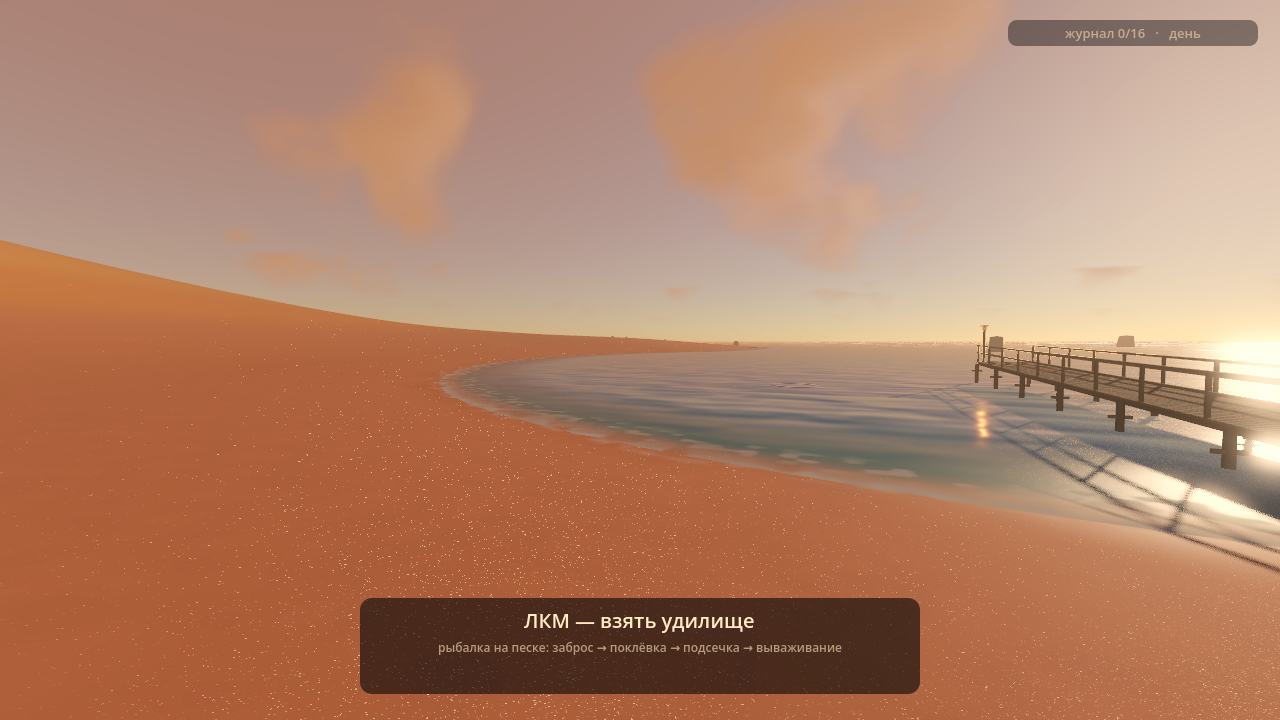 журнал 0/16 · день
ЛКМ — взять удилище
рыбалка на песке: заброс → поклёвка → подсечка → вываживание